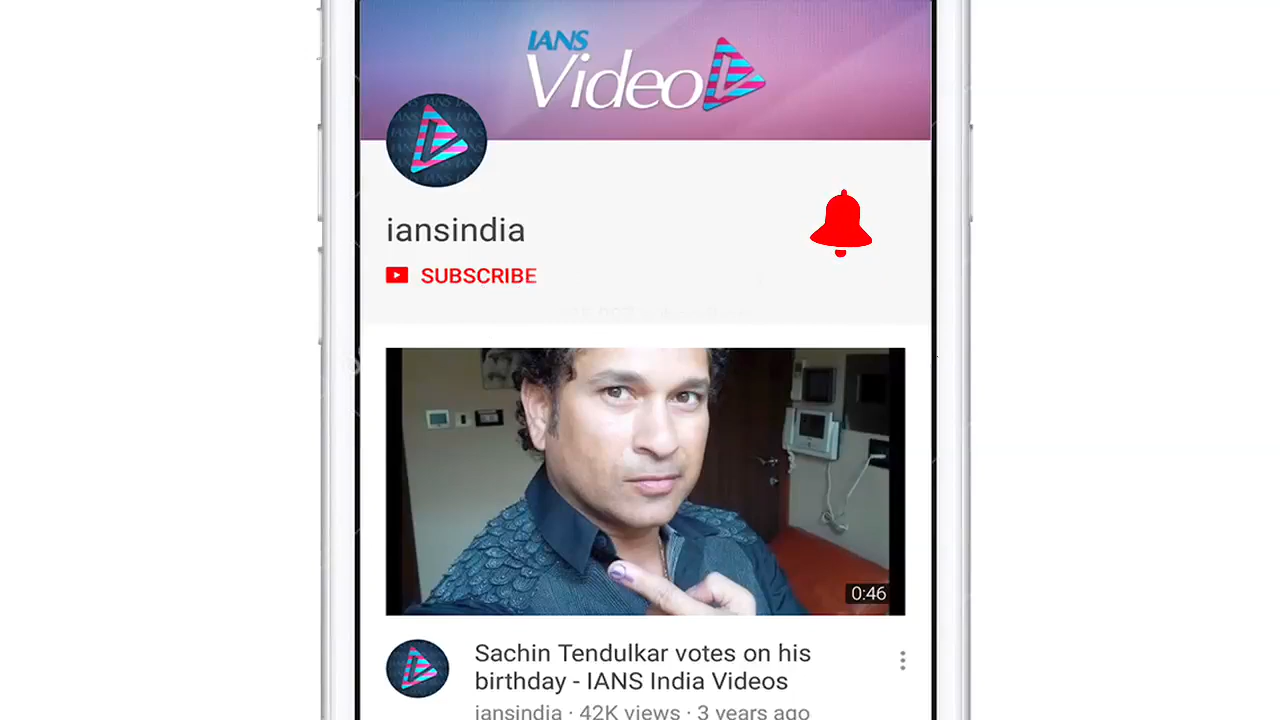 IANS
Video
iansindia
SUBSCRIBE
0:46
Sachin Tendulkar votes on his
birthday - IANS India Videos
iansindia · 42K views · 3 years ago